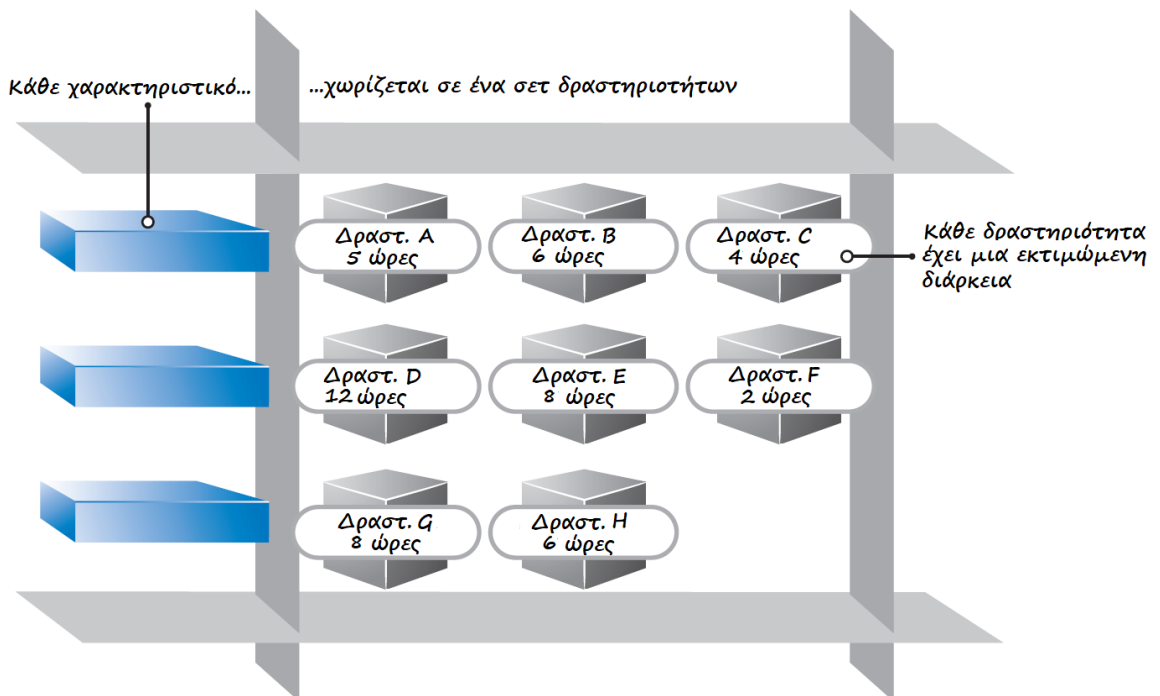 Κάθε χαρακτηριστικό...
...χωρίζεται σε ένα σετ δραστηριοτήτων
Δραστ. A
5 ώρες
Δραστ. B
6 ώρες
Δραστ. C
4 ώρες
Κάθε δραστηριότητα
έχει μια εκτιμώμενη
διάρκεια
Δραστ. D
12 ώρες
Δραστ. E
8 ώρες
Δραστ. F
2 ώρες
Δραστ. G
8 ώρες
Δραστ. H
6 ώρες